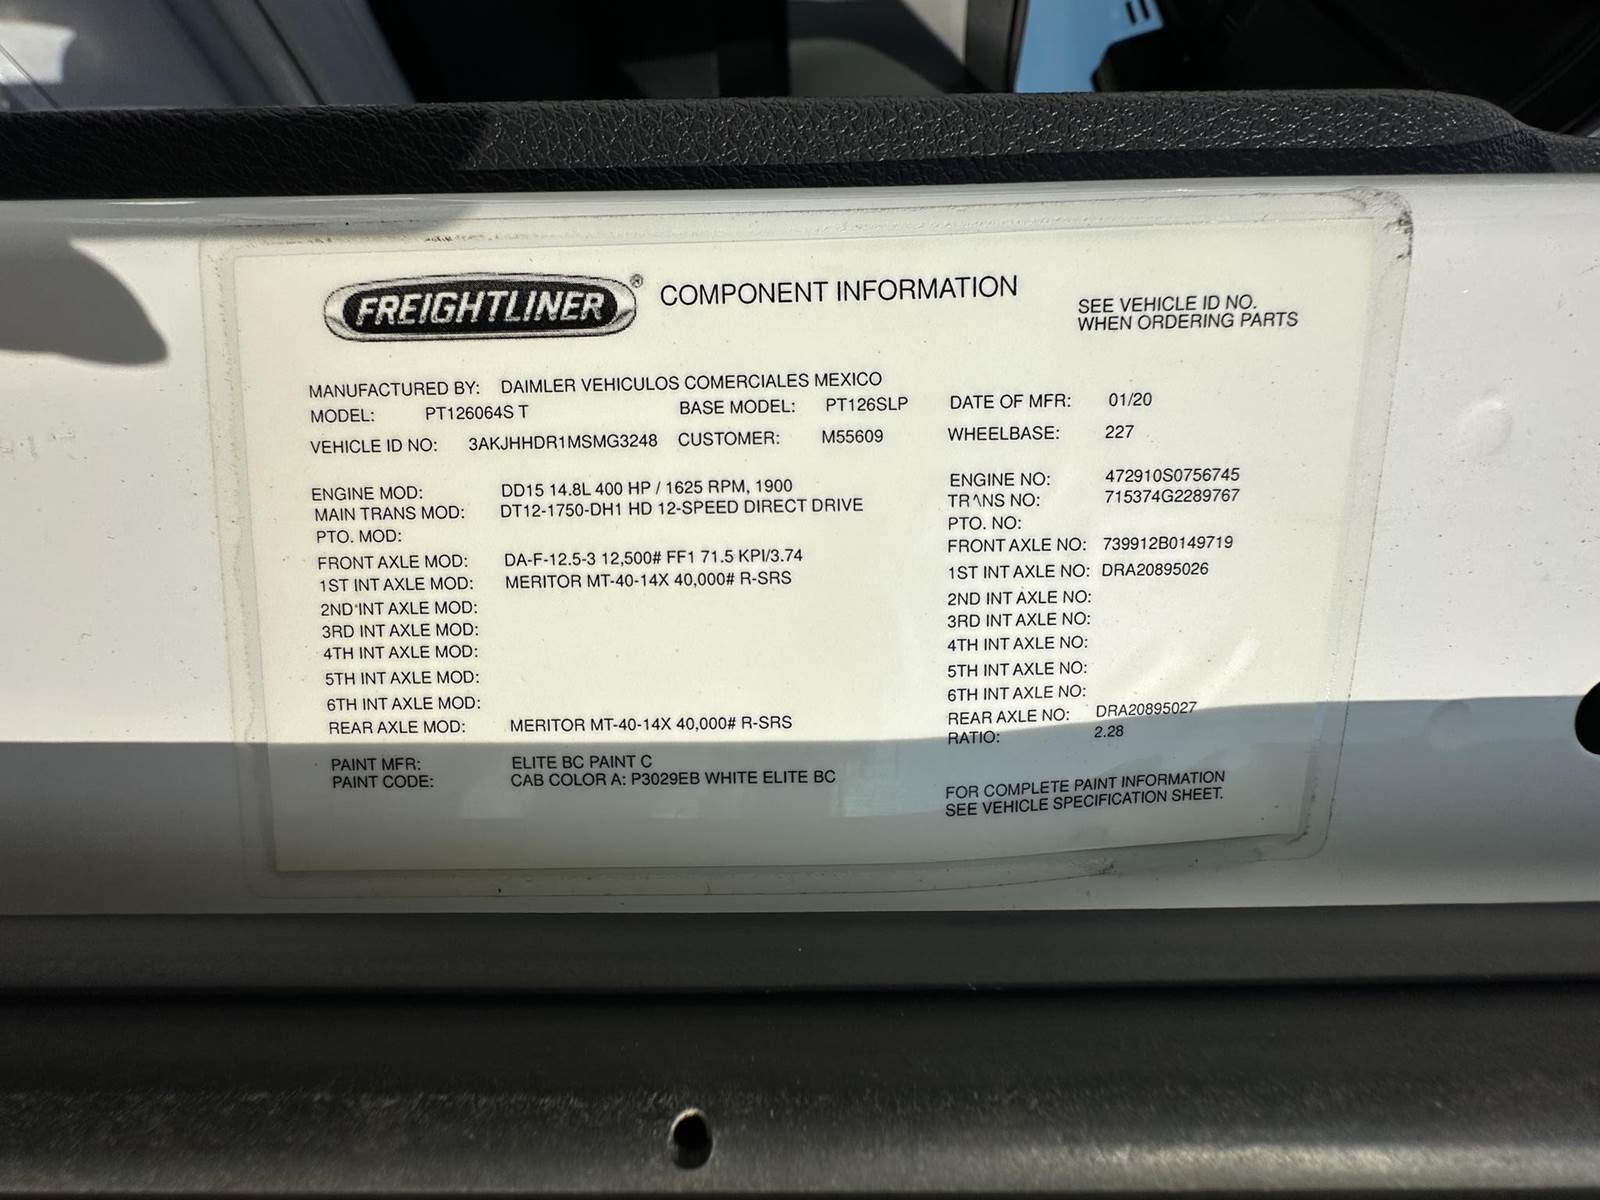 FREIGHTLINER® COMPONENT INFORMATION
SEE VEHICLE ID NO.
WHEN ORDERING PARTS
MANUFACTURED BY: DAIMLER VEHICULOS COMERCIALES MEXICO
MODEL: PT126064S T BASE MODEL: PT126SLP DATE OF MFR: 01/20
VEHICLE ID NO: 3AKJHHDR1MSMG3248 CUSTOMER: M55609 WHEELBASE: 227
ENGINE MOD: DD15 14.8L 400 HP / 1625 RPM, 1900 ENGINE NO: 472910S0756745
MAIN TRANS MOD: DT12-1750-DH1 HD 12-SPEED DIRECT DRIVE TRANS NO: 715374G2289767
PTO. MOD: PTO. NO:
FRONT AXLE MOD: DA-F-12.5-3 12,500# FF1 71.5 KPI/3.74 FRONT AXLE NO: 739912B0149719
1ST INT AXLE MOD: MERITOR MT-40-14X 40,000# R-SRS 1ST INT AXLE NO: DRA20895026
2ND INT AXLE MOD: 2ND INT AXLE NO:
3RD INT AXLE MOD: 3RD INT AXLE NO:
4TH INT AXLE MOD: 4TH INT AXLE NO:
5TH INT AXLE MOD: 5TH INT AXLE NO:
6TH INT AXLE MOD: 6TH INT AXLE NO:
REAR AXLE MOD: MERITOR MT-40-14X 40,000# R-SRS REAR AXLE NO: DRA20895027
RATIO: 2.28
PAINT MFR: ELITE BC PAINT C
PAINT CODE: CAB COLOR A: P3029EB WHITE ELITE BC
FOR COMPLETE PAINT INFORMATION
SEE VEHICLE SPECIFICATION SHEET.